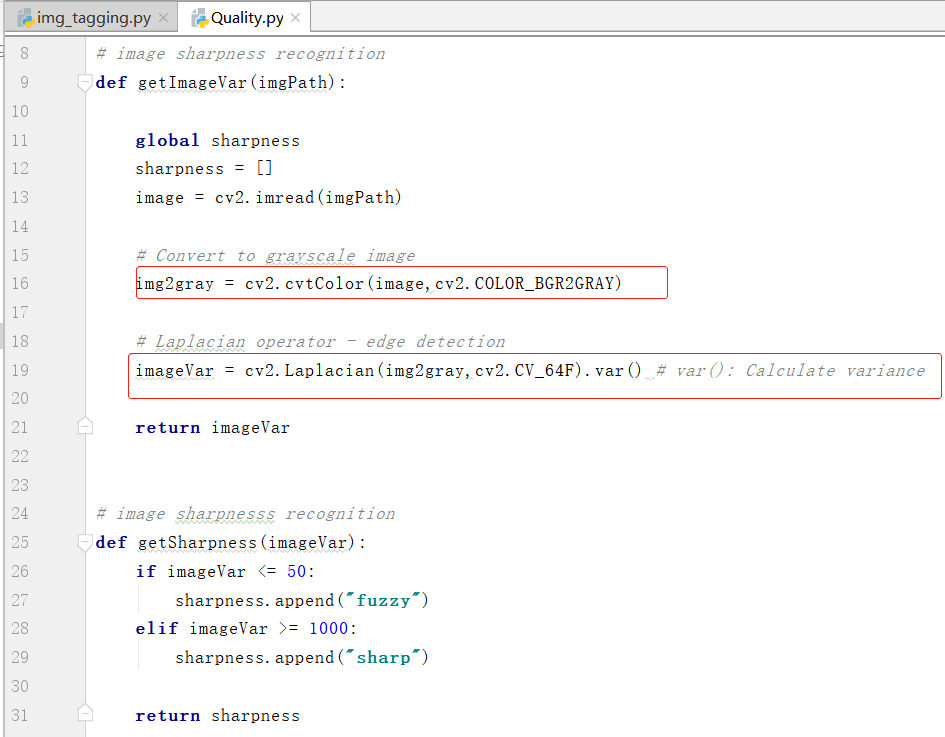 img_tagging.py × Quality.py ×
8 # image sharpness recognition
9 def getImageVar(imgPath):
10
11 global sharpness
12 sharpness = []
13 image = cv2.imread(imgPath)
14
15 # Convert to grayscale image
16 img2gray = cv2.cvtColor(image,cv2.COLOR_BGR2GRAY)
17
18 # Laplacian operator - edge detection
19 imageVar = cv2.Laplacian(img2gray,cv2.CV_64F).var() # var(): Calculate variance
20
21 return imageVar
22
23
24 # image sharpnesss recognition
25 def getSharpness(imageVar):
26 if imageVar <= 50:
27 sharpness.append("fuzzy")
28 elif imageVar >= 1000:
29 sharpness.append("sharp")
30
31 return sharpness